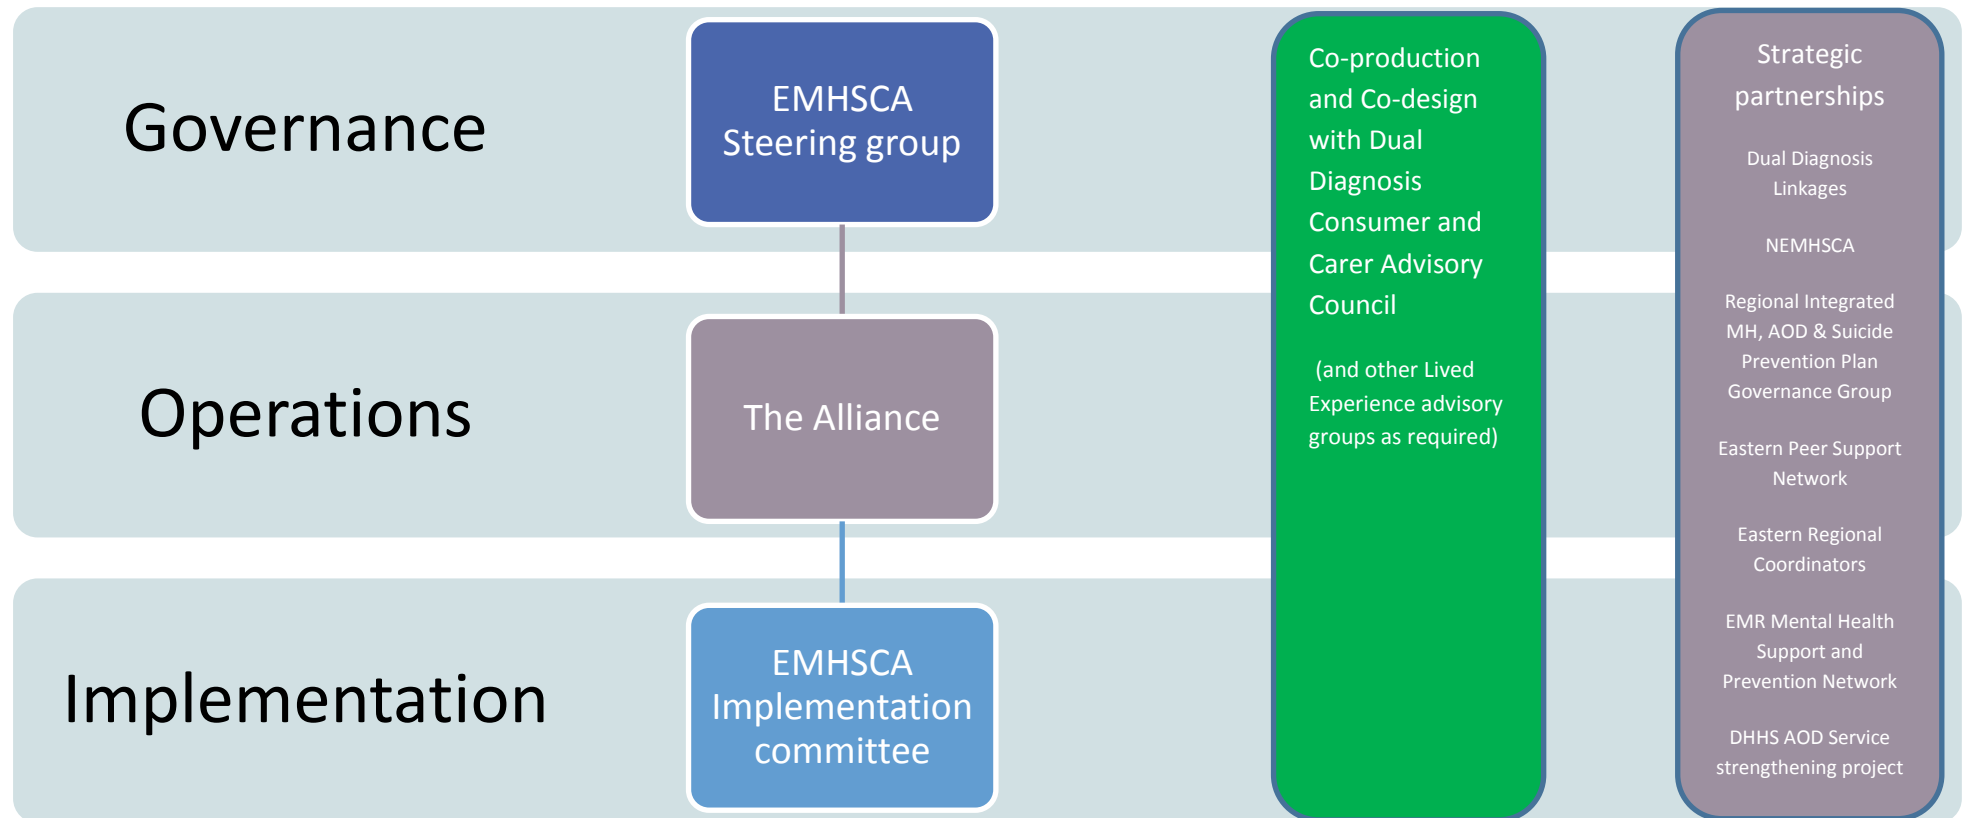 Governance
EMHSCA
Steering group
Operations
The Alliance
Implementation
EMHSCA
Implementation
committee
Co-production
and Co-design
with Dual
Diagnosis
Consumer and
Carer Advisory
Council
(and other Lived
Experience advisory
groups as required)
Strategic
partnerships
Dual Diagnosis
Linkages
NEMHSCA
Regional Integrated
MH, AOD & Suicide
Prevention Plan
Governance Group
Eastern Peer Support
Network
Eastern Regional
Coordinators
EMR Mental Health
Support and
Prevention Network
DHHS AOD Service
strengthening project